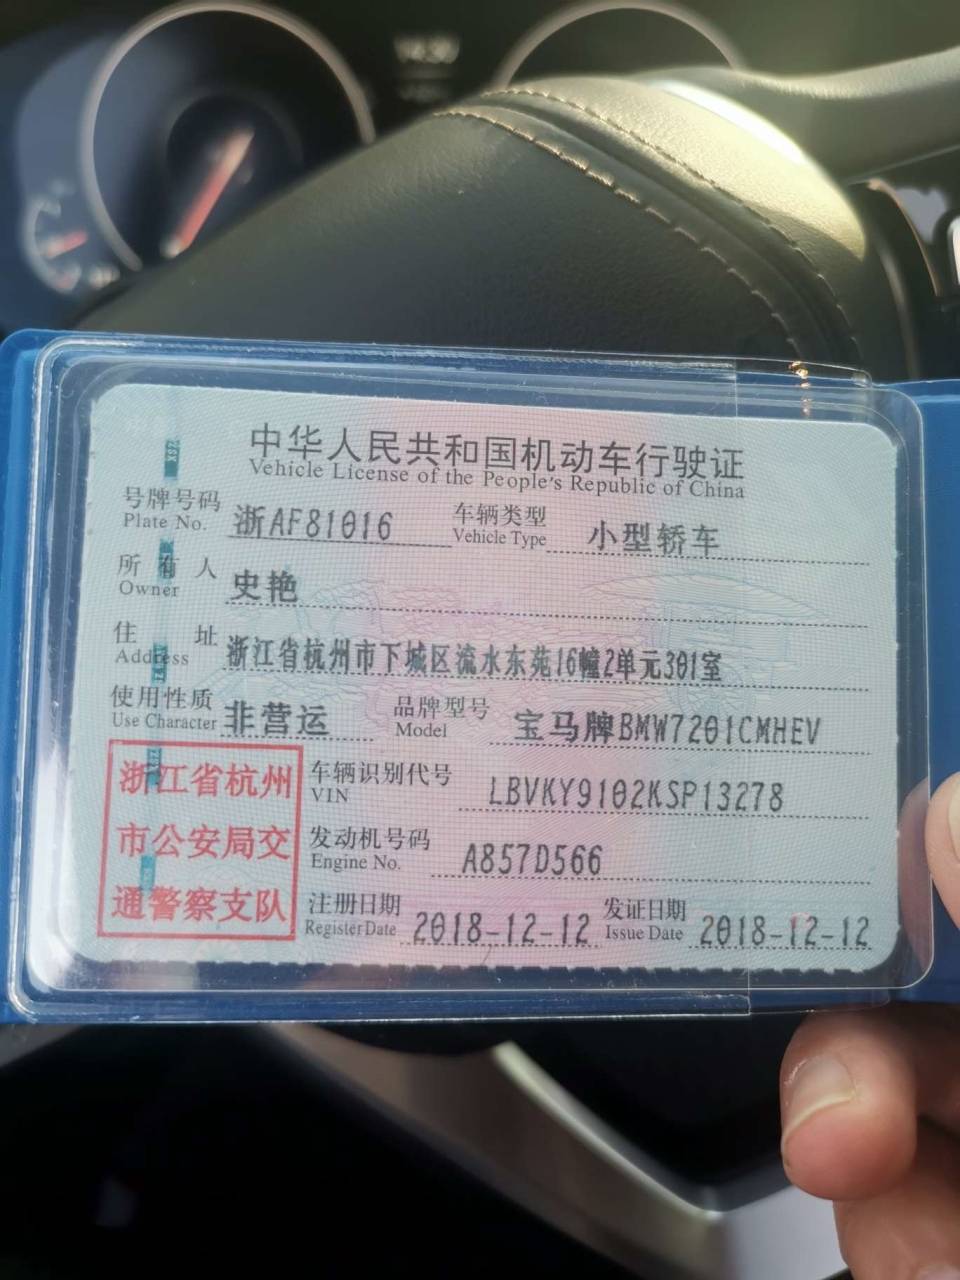 中华人民共和国机动车行驶证
Vehicle License of the People's Republic of China
号牌号码 浙AF81016 车辆类型 小型轿车
Plate No. Vehicle Type
所有人 史艳
Owner
住址 浙江省杭州市下城区流水东苑16幢2单元301室
Address
使用性质 非营运 品牌型号 宝马牌BMW7201CMHEV
Use Character Model
浙江省杭州
市公安局交
通警察支队
车辆识别代号 LBVKY9102KSP13278
VIN
发动机号码 A857D566
Engine No.
注册日期 2018-12-12 发证日期 2018-12-12
Register Date Issue Date